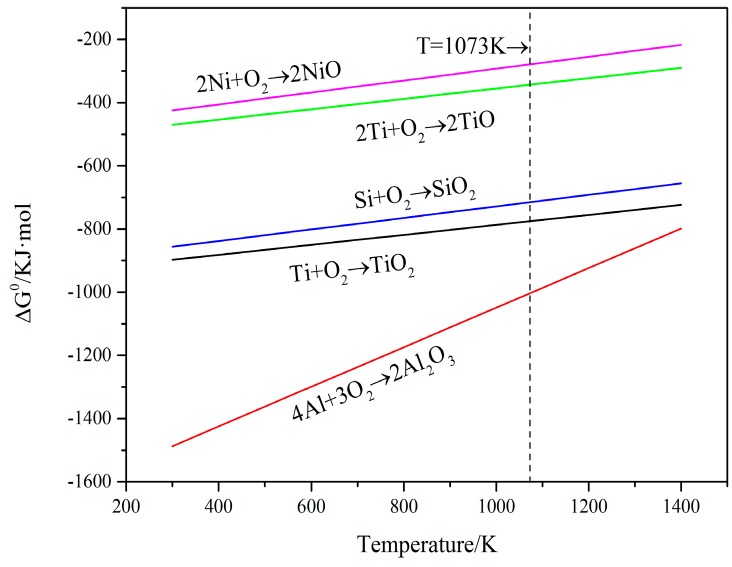 -200
-400
-600
-800
-1000
-1200
-1400
-1600
ΔG⁰/KJ·mol
T=1073K→
2Ni+O₂→2NiO
2Ti+O₂→2TiO
Si+O₂→SiO₂
Ti+O₂→TiO₂
4Al+3O₂→2Al₂O₃
200 400 600 800 1000 1200 1400
Temperature/K